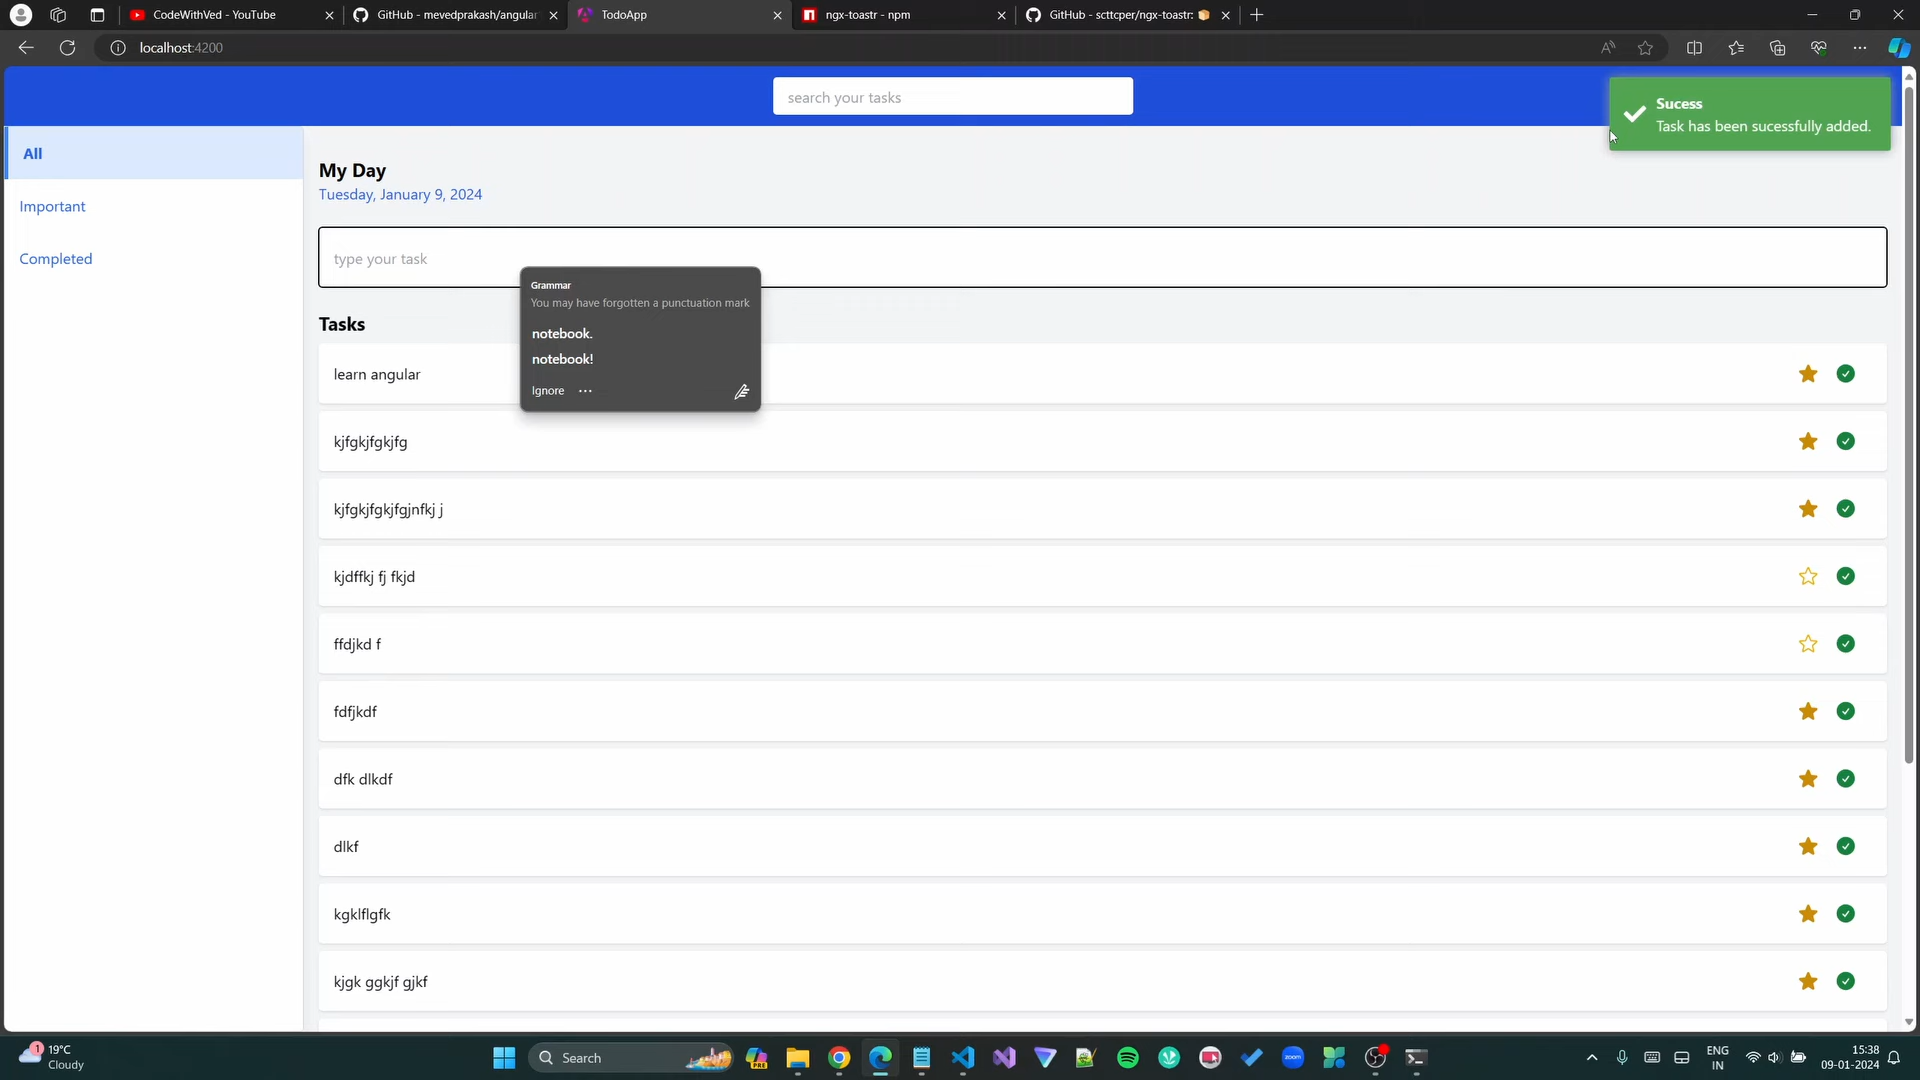 CodeWithVed - YouTube
GitHub - mevedprakash/angular
TodoApp
ngx-toastr - npm
GitHub - scttcper/ngx-toastr:
localhost:4200
search your tasks
Sucess
Task has been sucessfully added.
All
Important
Completed
My Day
Tuesday, January 9, 2024
type your task
Grammar
You may have forgotten a punctuation mark
notebook.
notebook!
Ignore
Tasks
learn angular
kjfgkjfgkjfg
kjfgkjfgkjfgjnfkj j
kjdffkj fj fkjd
ffdjkd f
fdfjkdf
dfk dlkdf
dlkf
kgklflgfk
kjgk ggkjf gjkf
1
19°C
Cloudy
Search
PRE
zoom
ENG
IN
15:38
09-01-2024